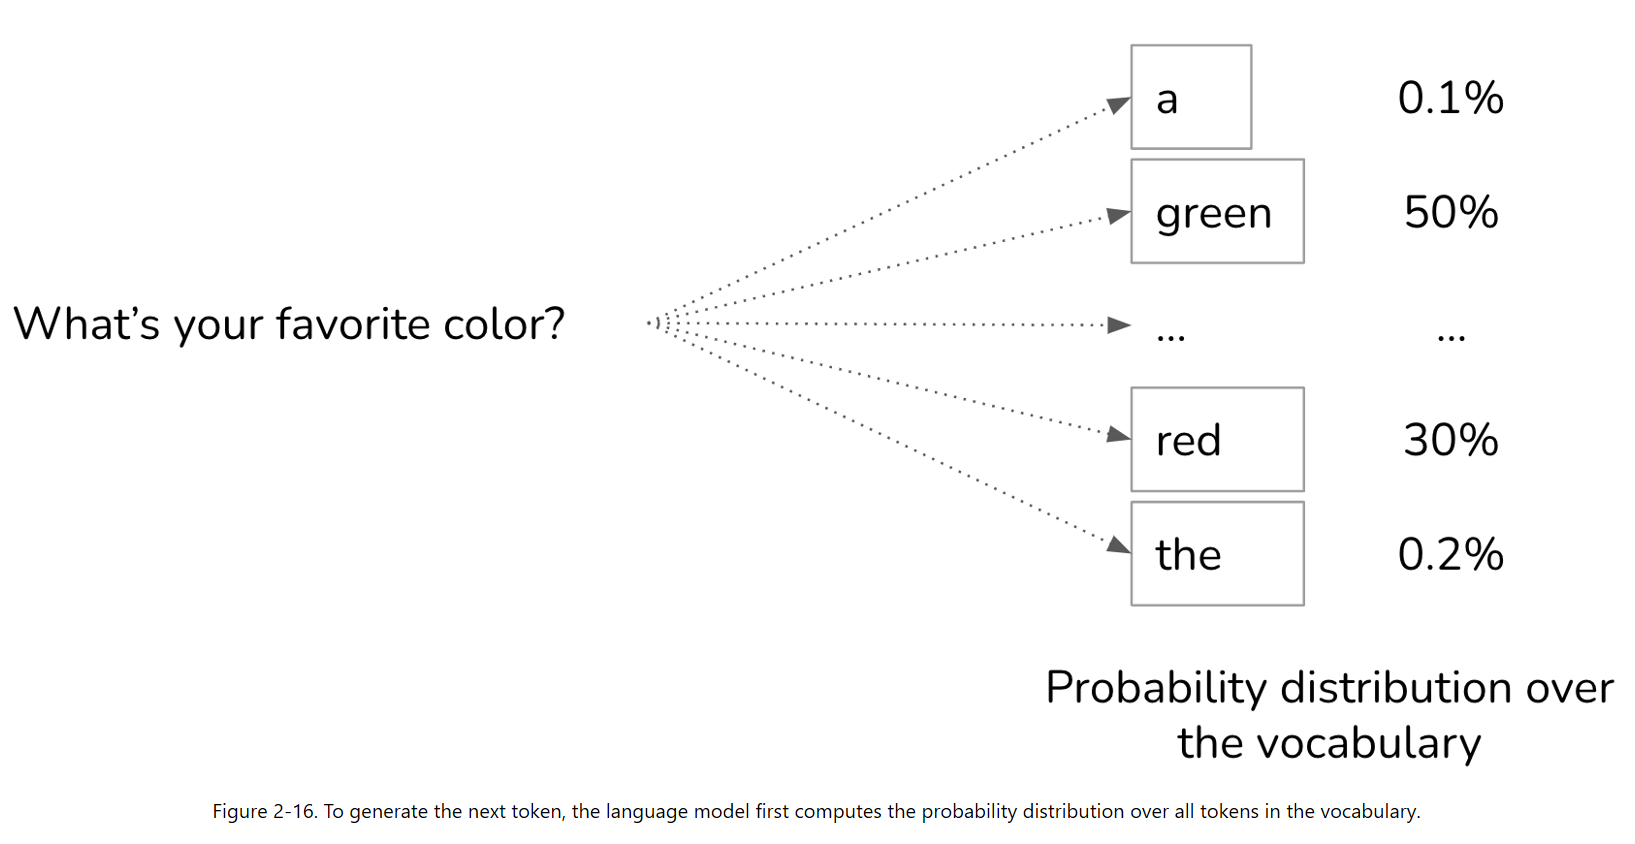 a 0.1%
green 50%
What’s your favorite color?
... ...
red 30%
the 0.2%
Probability distribution over
the vocabulary
Figure 2-16. To generate the next token, the language model first computes the probability distribution over all tokens in the vocabulary.